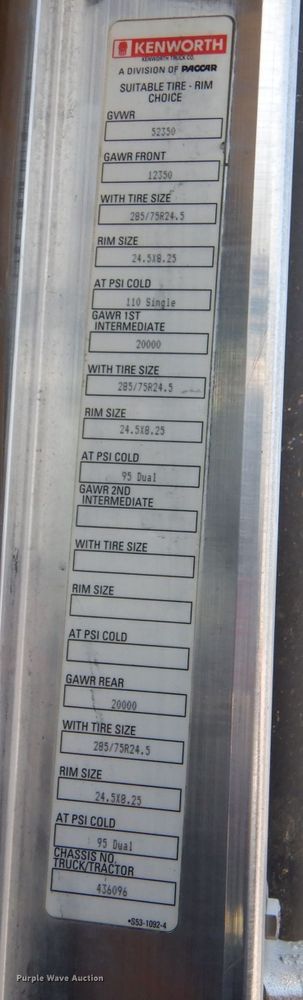 KENWORTH
KENWORTH TRUCK CO.
A DIVISION OF PACCAR
SUITABLE TIRE - RIM
CHOICE
GVWR
52350
GAWR FRONT
12350
WITH TIRE SIZE
285/75R24.5
RIM SIZE
24.5X8.25
AT PSI COLD
110 Single
GAWR 1ST
INTERMEDIATE
20000
WITH TIRE SIZE
285/75R24.5
RIM SIZE
24.5X8.25
AT PSI COLD
95 Dual
GAWR 2ND
INTERMEDIATE
WITH TIRE SIZE
RIM SIZE
AT PSI COLD
GAWR REAR
20000
WITH TIRE SIZE
285/75R24.5
RIM SIZE
24.5X8.25
AT PSI COLD
95 Dual
CHASSIS NO.
TRUCK/TRACTOR
436096
•S53-1092-4
Purple Wave Auction